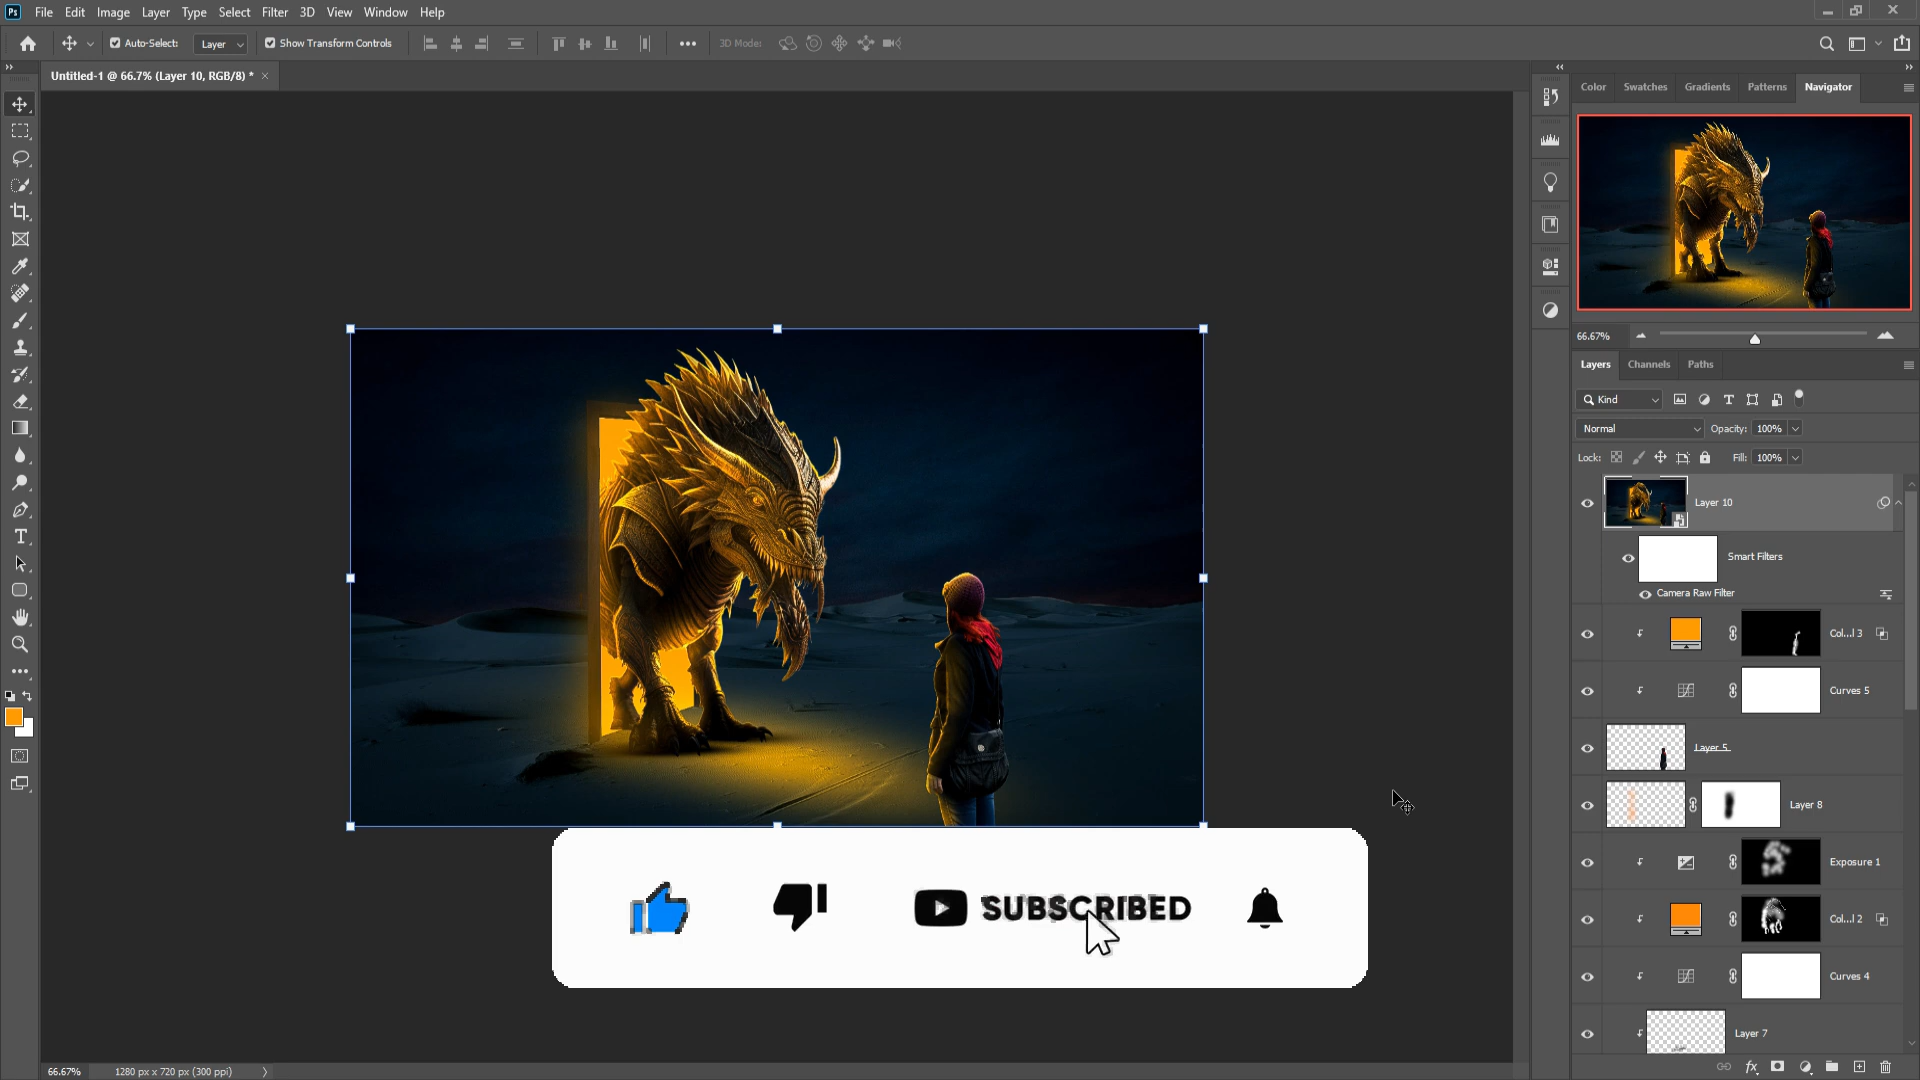 Ps File Edit Image Layer Type Select Filter 3D View Window Help
Auto-Select: Layer Show Transform Controls 3D Mode:
Untitled-1 @ 66.7% (Layer 10, RGB/8) *
Color Swatches Gradients Patterns Navigator
66.67%
Layers Channels Paths
Kind
Normal Opacity: 100%
Lock: Fill: 100%
Layer 10
Smart Filters
Camera Raw Filter
Col...l 3
Curves 5
Layer 5
Layer 8
Exposure 1
Col...l 2
Curves 4
Layer 7
SUBSCRIBED
66.67% 1280 px x 720 px (300 ppi)